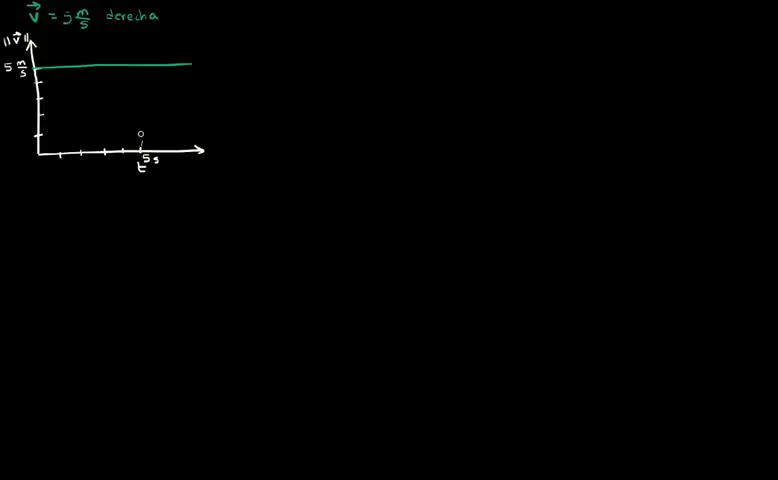 v⃗ = 5 m/s derecha
||v⃗||
5 m/s
5 s
t